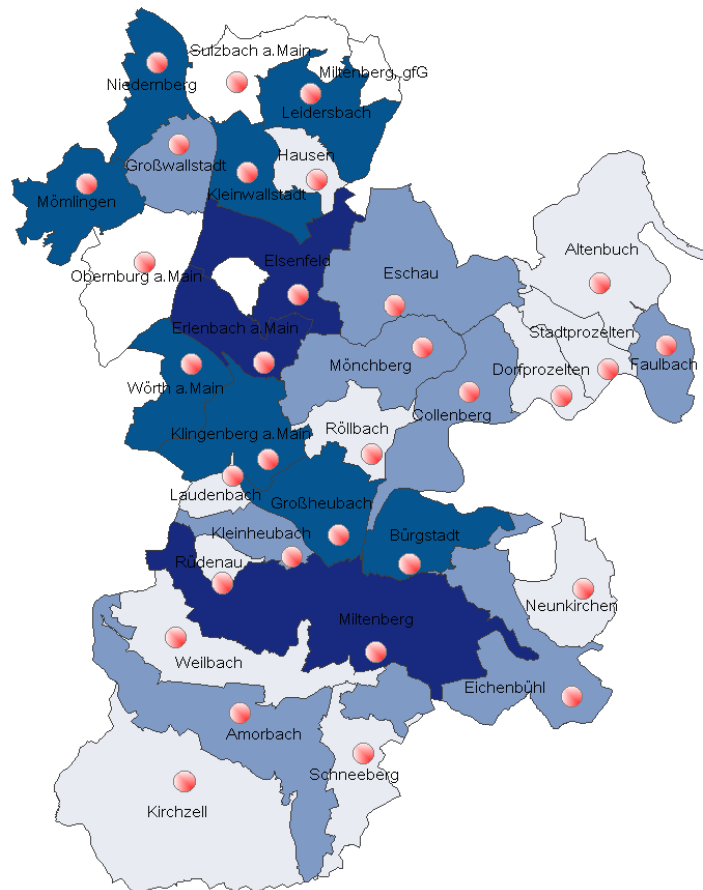 Sulzbach a. Main
Niedernberg
Miltenberg, gfG
Leidersbach
Hausen
Großwallstadt
Kleinwallstadt
Mömlingen
Altenbuch
Elsenfeld
Eschau
Obernburg a. Main
Erlenbach a. Main
Stadtprozelten
Mönchberg
Dorfprozelten
Faulbach
Wörth a. Main
Collenberg
Röllbach
Klingenberg a. Main
Laudenbach
Großheubach
Kleinheubach
Bürgstadt
Rüdenau
Neunkirchen
Miltenberg
Weilbach
Eichenbühl
Amorbach
Schneeberg
Kirchzell